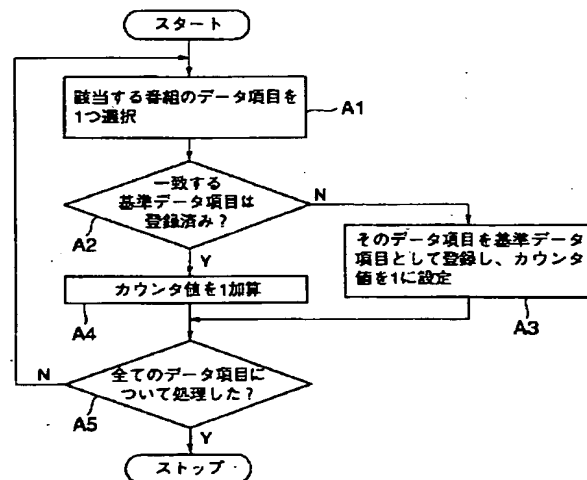 スタート
該当する番組のデータ項目を
1つ選択
A1
一致する
基準データ項目は
登録済み?
N
A2
Y
そのデータ項目を基準データ
項目として登録し、カウンタ
値を1に設定
A3
カウンタ値を1加算
A4
N
全てのデータ項目に
ついて処理した?
A5
Y
ストップ